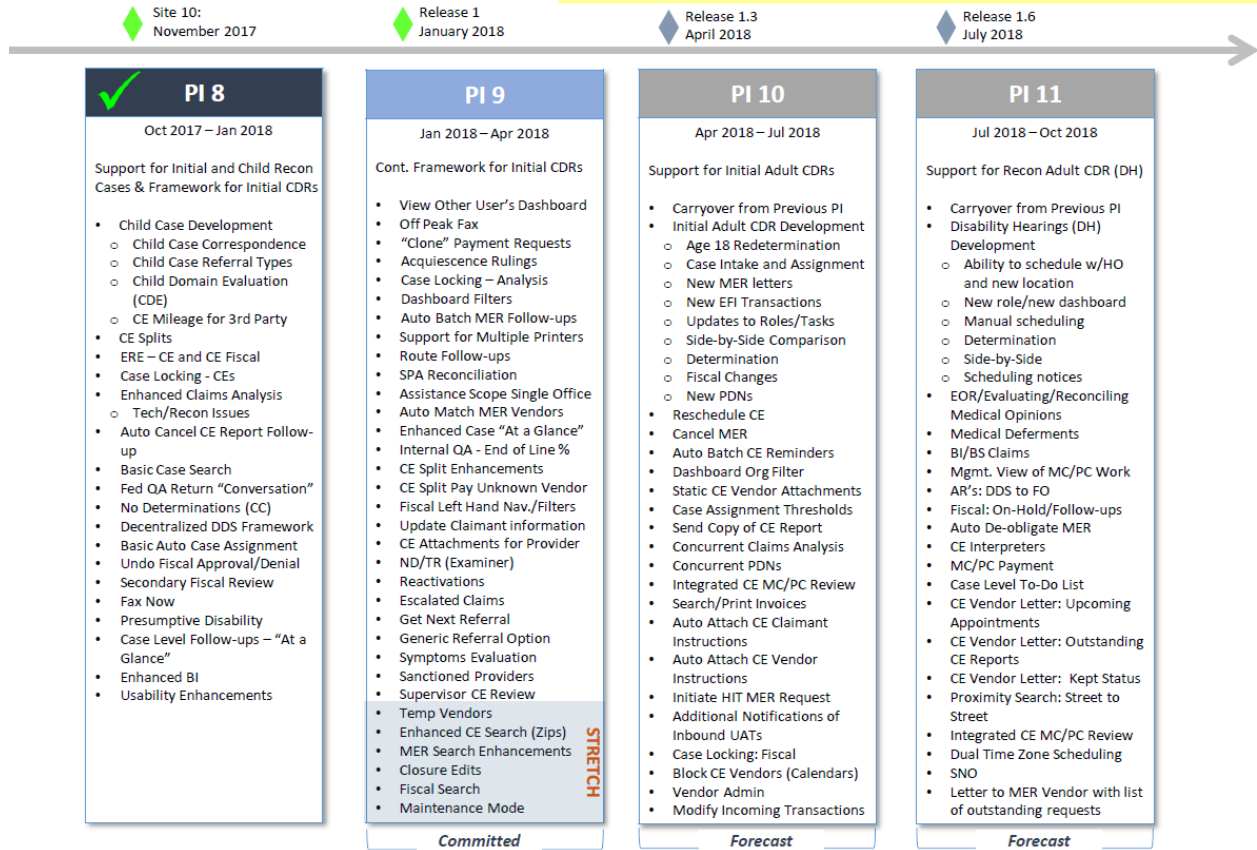 Site 10:
November 2017
Release 1
January 2018
Release 1.3
April 2018
Release 1.6
July 2018
PI 8
Oct 2017 – Jan 2018
Support for Initial and Child Recon
Cases & Framework for Initial CDRs
• Child Case Development
o Child Case Correspondence
o Child Case Referral Types
o Child Domain Evaluation
(CDE)
o CE Mileage for 3rd Party
• CE Splits
• ERE – CE and CE Fiscal
• Case Locking - CEs
• Enhanced Claims Analysis
o Tech/Recon Issues
• Auto Cancel CE Report Follow-
up
• Basic Case Search
• Fed QA Return “Conversation”
• No Determinations (CC)
• Decentralized DDS Framework
• Basic Auto Case Assignment
• Undo Fiscal Approval/Denial
• Secondary Fiscal Review
• Fax Now
• Presumptive Disability
• Case Level Follow-ups – “At a
Glance”
• Enhanced BI
• Usability Enhancements
PI 9
Jan 2018 – Apr 2018
Cont. Framework for Initial CDRs
• View Other User’s Dashboard
• Off Peak Fax
• “Clone” Payment Requests
• Acquiescence Rulings
• Case Locking – Analysis
• Dashboard Filters
• Auto Batch MER Follow-ups
• Support for Multiple Printers
• Route Follow-ups
• SPA Reconciliation
• Assistance Scope Single Office
• Auto Match MER Vendors
• Enhanced Case “At a Glance”
• Internal QA - End of Line %
• CE Split Enhancements
• CE Split Pay Unknown Vendor
• Fiscal Left Hand Nav./Filters
• Update Claimant information
• CE Attachments for Provider
• ND/TR (Examiner)
• Reactivations
• Escalated Claims
• Get Next Referral
• Generic Referral Option
• Symptoms Evaluation
• Sanctioned Providers
• Supervisor CE Review
• Temp Vendors
• Enhanced CE Search (Zips)
• MER Search Enhancements
• Closure Edits
• Fiscal Search
• Maintenance Mode
STRETCH
Committed
PI 10
Apr 2018 – Jul 2018
Support for Initial Adult CDRs
• Carryover from Previous PI
• Initial Adult CDR Development
o Age 18 Redetermination
o Case Intake and Assignment
o New MER letters
o New EFI Transactions
o Updates to Roles/Tasks
o Side-by-Side Comparison
o Determination
o Fiscal Changes
o New PDNs
• Reschedule CE
• Cancel MER
• Auto Batch CE Reminders
• Dashboard Org Filter
• Static CE Vendor Attachments
• Case Assignment Thresholds
• Send Copy of CE Report
• Concurrent Claims Analysis
• Concurrent PDNs
• Integrated CE MC/PC Review
• Search/Print Invoices
• Auto Attach CE Claimant
Instructions
• Auto Attach CE Vendor
Instructions
• Initiate HIT MER Request
• Additional Notifications of
Inbound UATs
• Case Locking: Fiscal
• Block CE Vendors (Calendars)
• Vendor Admin
• Modify Incoming Transactions
Forecast
PI 11
Jul 2018 – Oct 2018
Support for Recon Adult CDR (DH)
• Carryover from Previous PI
• Disability Hearings (DH)
Development
o Ability to schedule w/HO
and new location
o New role/new dashboard
o Manual scheduling
o Determination
o Side-by-Side
o Scheduling notices
• EOR/Evaluating/Reconciling
Medical Opinions
• Medical Deferments
• BI/BS Claims
• Mgmt. View of MC/PC Work
• AR’s: DDS to FO
• Fiscal: On-Hold/Follow-ups
• Auto De-obligate MER
• CE Interpreters
• MC/PC Payment
• Case Level To-Do List
• CE Vendor Letter: Upcoming
Appointments
• CE Vendor Letter: Outstanding
CE Reports
• CE Vendor Letter: Kept Status
• Proximity Search: Street to
Street
• Integrated CE MC/PC Review
• Dual Time Zone Scheduling
• SNO
• Letter to MER Vendor with list
of outstanding requests
Forecast